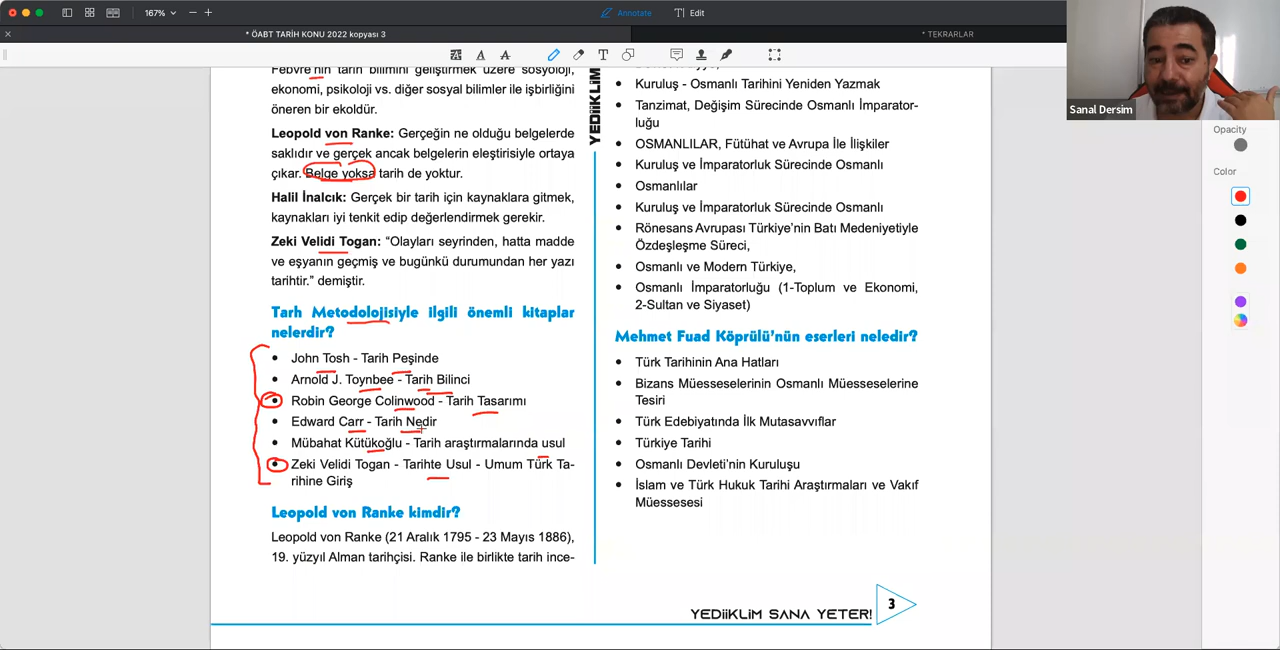 167%
Annotate
Edit
* ÖABT TARİH KONU 2022 kopyası 3
* TEKRARLAR
Sanal Dersim
Opacity
Color
Febvre'nin tarih bilimini geliştirmek üzere sosyoloji,
ekonomi, psikoloji vs. diğer sosyal bilimler ile işbirliğini
öneren bir ekoldür.
Leopold von Ranke: Gerçeğin ne olduğu belgelerde
saklıdır ve gerçek ancak belgelerin eleştirisiyle ortaya
çıkar. Belge yoksa tarih de yoktur.
Halil İnalcık: Gerçek bir tarih için kaynaklara gitmek,
kaynakları iyi tenkit edip değerlendirmek gerekir.
Zeki Velidi Togan: “Olayları seyrinden, hatta madde
ve eşyanın geçmiş ve bugünkü durumundan her yazı
tarihtir.” demiştir.
Tarh Metodolojisiyle ilgili önemli kitaplar
nelerdir?
• John Tosh - Tarih Peşinde
• Arnold J. Toynbee - Tarih Bilinci
• Robin George Colinwood - Tarih Tasarımı
• Edward Carr - Tarih Nedir
• Mübahat Kütükoğlu - Tarih araştırmalarında usul
• Zeki Velidi Togan - Tarihte Usul - Umum Türk Ta-
rihine Giriş
Leopold von Ranke kimdir?
Leopold von Ranke (21 Aralık 1795 - 23 Mayıs 1886),
19. yüzyıl Alman tarihçisi. Ranke ile birlikte tarih ince-
YEDİİKLİM
• Kuruluş - Osmanlı Tarihini Yeniden Yazmak
• Tanzimat, Değişim Sürecinde Osmanlı İmparator-
luğu
• OSMANLILAR, Fütühat ve Avrupa İle İlişkiler
• Kuruluş ve İmparatorluk Sürecinde Osmanlı
• Osmanlılar
• Kuruluş ve İmparatorluk Sürecinde Osmanlı
• Rönesans Avrupası Türkiye’nin Batı Medeniyetiyle
Özdeşleşme Süreci,
• Osmanlı ve Modern Türkiye,
• Osmanlı İmparatorluğu (1-Toplum ve Ekonomi,
2-Sultan ve Siyaset)
Mehmet Fuad Köprülü’nün eserleri neledir?
• Türk Tarihinin Ana Hatları
• Bizans Müesseselerinin Osmanlı Müesseselerine
Tesiri
• Türk Edebiyatında İlk Mutasavvıflar
• Türkiye Tarihi
• Osmanlı Devleti’nin Kuruluşu
• İslam ve Türk Hukuk Tarihi Araştırmaları ve Vakıf
Müessesesi
YEDİİKLİM SANA YETER!
3